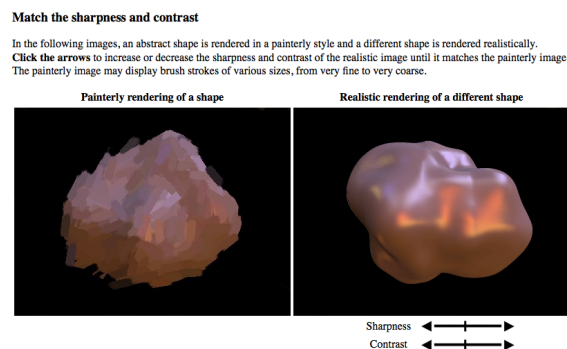 Match the sharpness and contrast
In the following images, an abstract shape is rendered in a painterly style and a different shape is rendered realistically.
Click the arrows to increase or decrease the sharpness and contrast of the realistic image until it matches the painterly image
The painterly image may display brush strokes of various sizes, from very fine to very coarse.
Painterly rendering of a shape
Realistic rendering of a different shape
Sharpness
Contrast